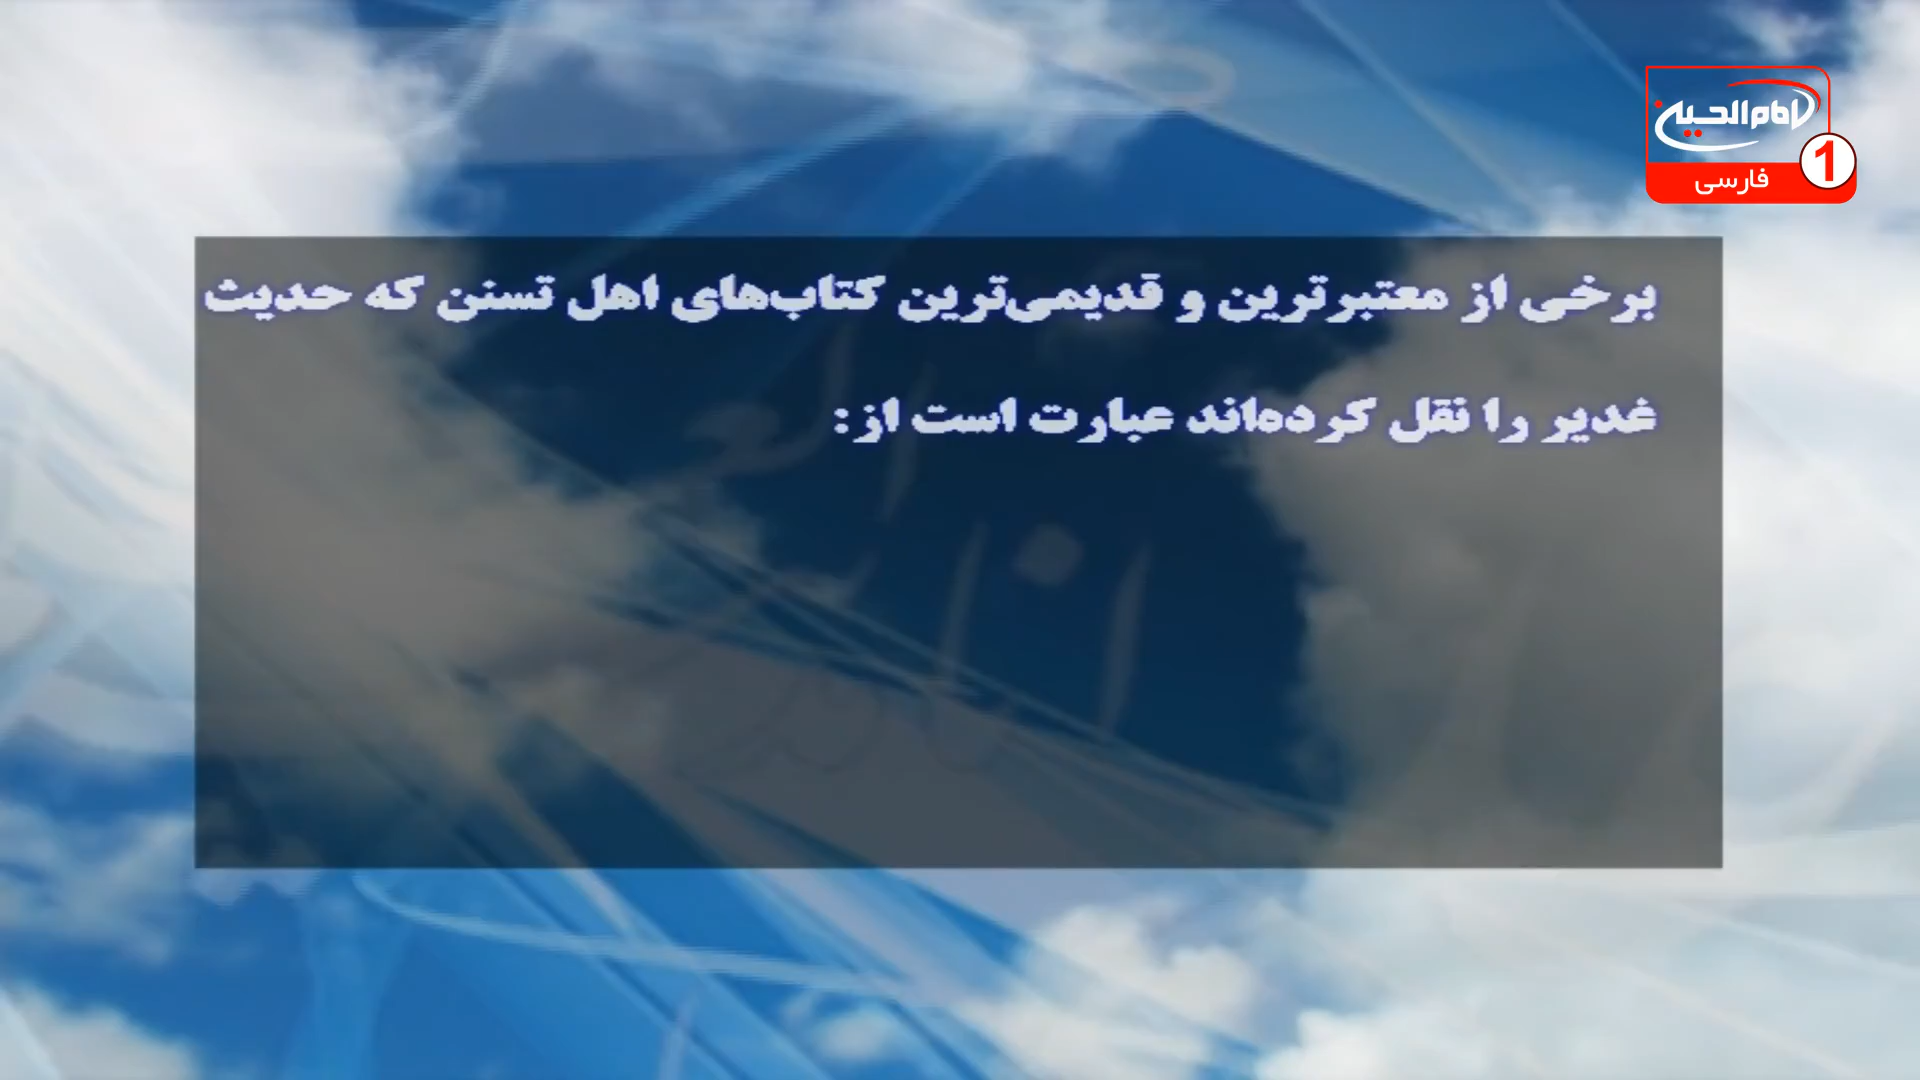 امام الحسین
1
فارسی
برخی از معتبرترین و قدیمی‌ترین کتاب‌های اهل تسنن که حدیث
غدیر را نقل کرده‌اند عبارت است از: